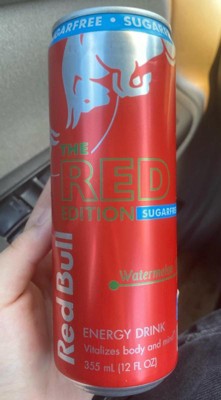 SUGARFREE • SUGARFREE
THE
RED
EDITION SUGARFREE
Watermelon
Red Bull
ENERGY DRINK
Vitalizes body and
355 ml (12 FL OZ)